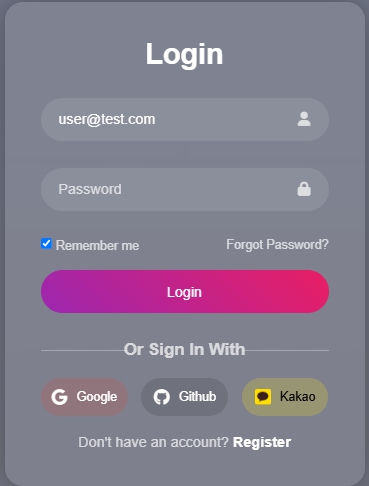 Login
user@test.com
Password
Remember me Forgot Password?
Login
Or Sign In With
Google Github Kakao
Don't have an account? Register